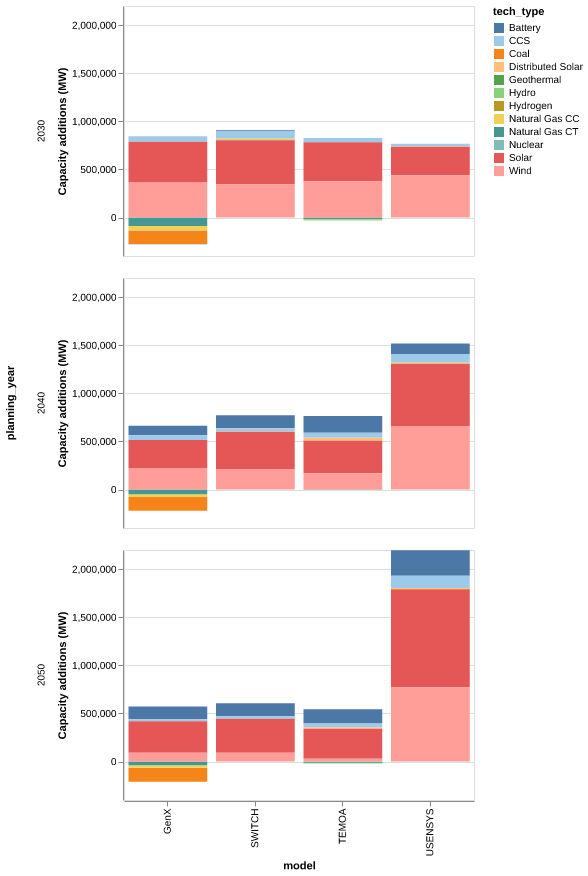 tech_type
Battery
CCS
Coal
Distributed Solar
Geothermal
Hydro
Hydrogen
Natural Gas CC
Natural Gas CT
Nuclear
Solar
Wind
planning_year
2030
Capacity additions (MW)
2,000,000
1,500,000
1,000,000
500,000
0
2040
Capacity additions (MW)
2,000,000
1,500,000
1,000,000
500,000
0
2050
Capacity additions (MW)
2,000,000
1,500,000
1,000,000
500,000
0
GenX
SWITCH
TEMOA
USENSYS
model